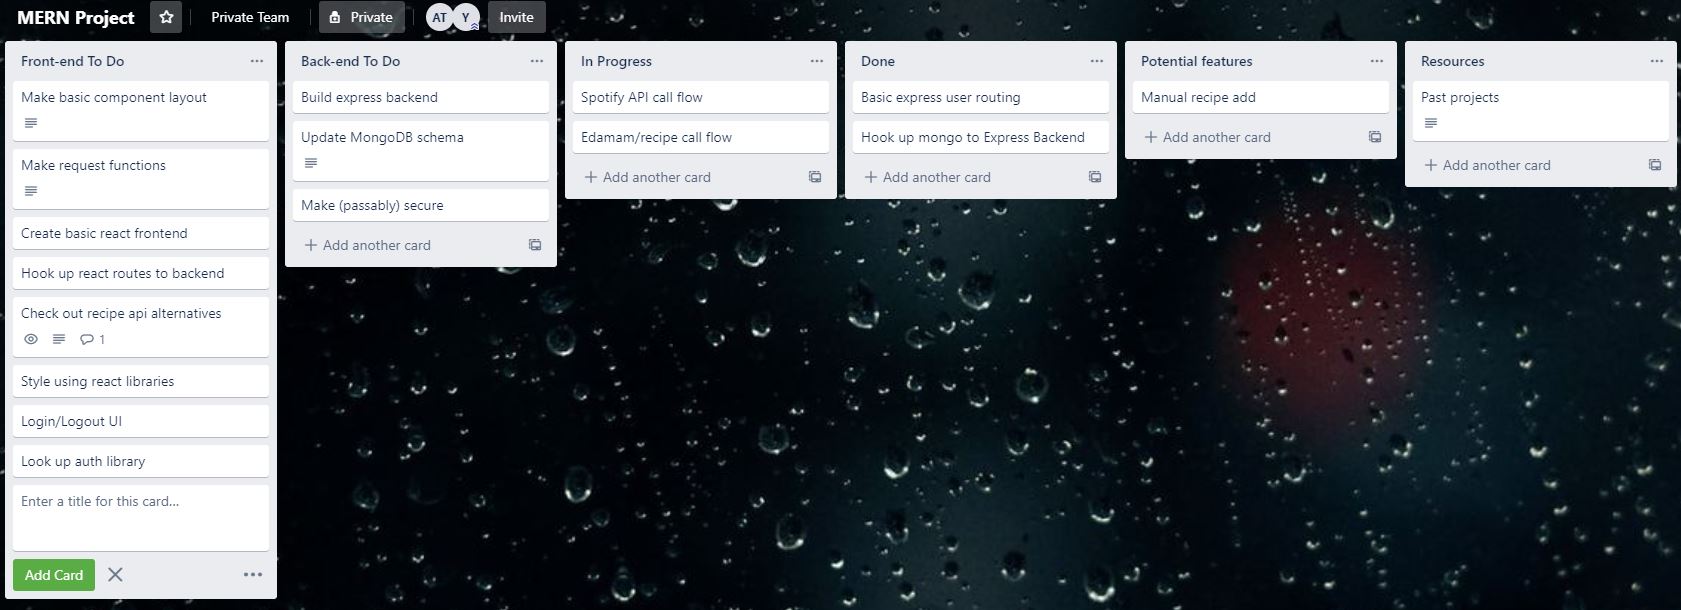 MERN Project
Private Team
Private
AT
Y
Invite
Front-end To Do
Make basic component layout
Make request functions
Create basic react frontend
Hook up react routes to backend
Check out recipe api alternatives
1
Style using react libraries
Login/Logout UI
Look up auth library
Enter a title for this card...
Add Card
Back-end To Do
Build express backend
Update MongoDB schema
Make (passably) secure
+ Add another card
In Progress
Spotify API call flow
Edamam/recipe call flow
+ Add another card
Done
Basic express user routing
Hook up mongo to Express Backend
+ Add another card
Potential features
Manual recipe add
+ Add another card
Resources
Past projects
+ Add another card